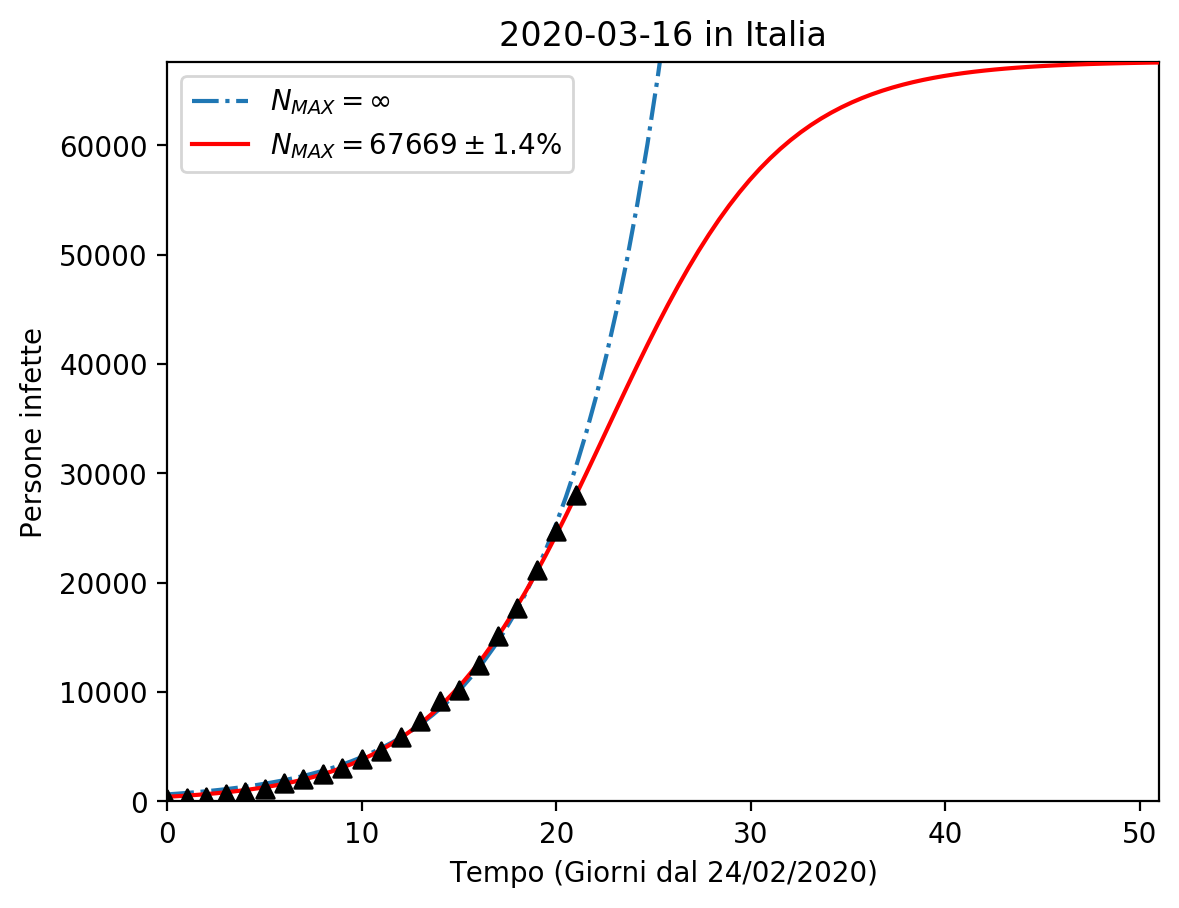 2020-03-16 in Italia
N_MAX = ∞
N_MAX = 67669 ± 1.4%
Persone infette
60000
50000
40000
30000
20000
10000
0
0 10 20 30 40 50
Tempo (Giorni dal 24/02/2020)